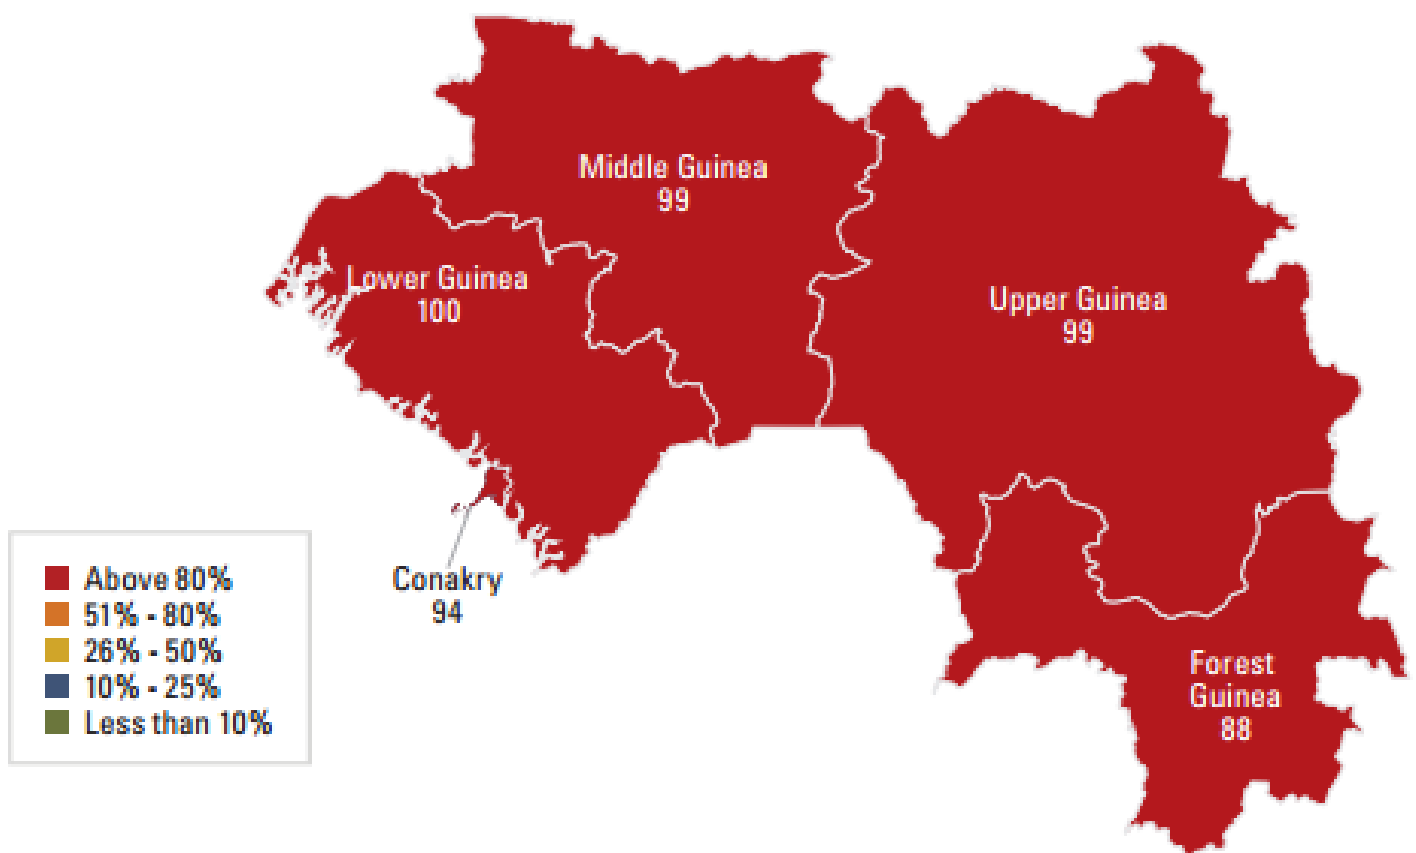 Middle Guinea
99
Lower Guinea
100
Upper Guinea
99
Conakry
94
Forest
Guinea
88
Above 80%
51% - 80%
26% - 50%
10% - 25%
Less than 10%